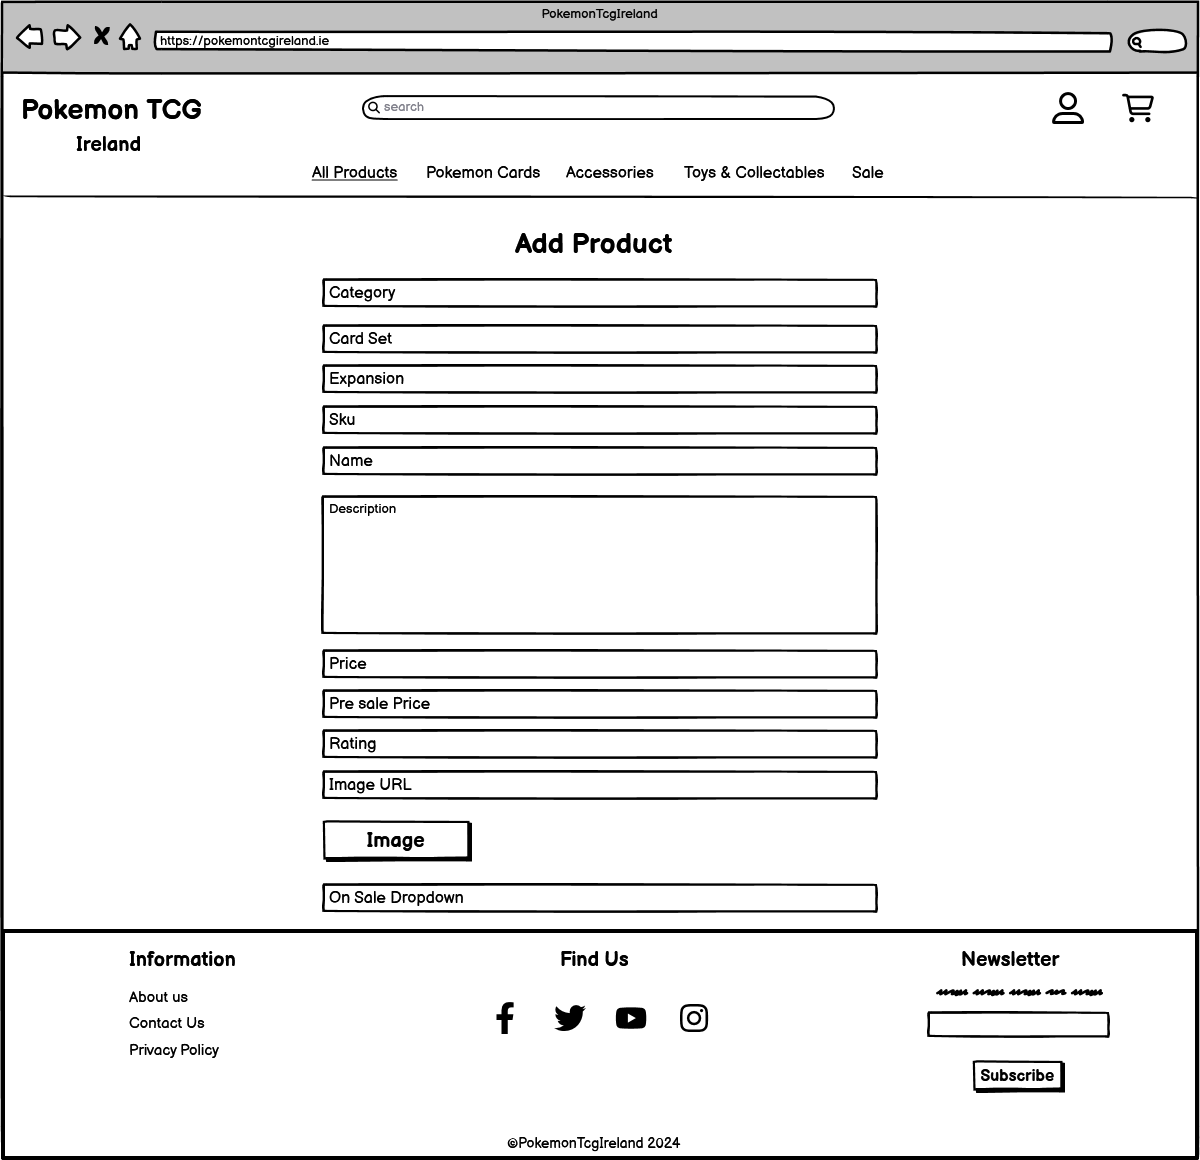 PokemonTcgIreland
https://pokemontcgireland.ie
Pokemon TCG
Ireland
search
All Products Pokemon Cards Accessories Toys & Collectables Sale
Add Product
Category
Card Set
Expansion
Sku
Name
Description
Price
Pre sale Price
Rating
Image URL
Image
On Sale Dropdown
Information
About us
Contact Us
Privacy Policy
Find Us
Newsletter
Subscribe
©PokemonTcgIreland 2024